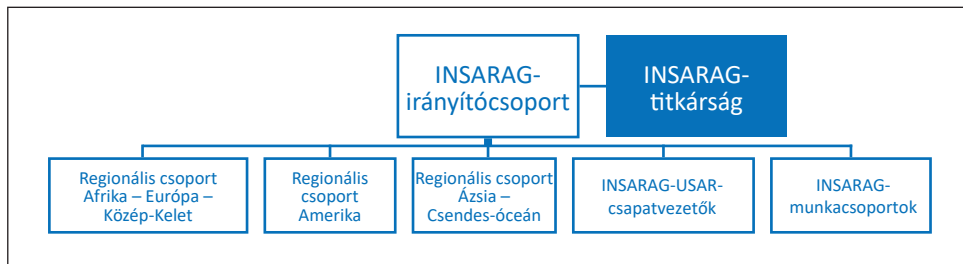 INSARAG-
irányítócsoport
INSARAG-
titkárság
Regionális csoport
Afrika – Európa –
Közép-Kelet
Regionális
csoport
Amerika
Regionális csoport
Ázsia –
Csendes-óceán
INSARAG-USAR-
csapatvezetők
INSARAG-
munkacsoportok